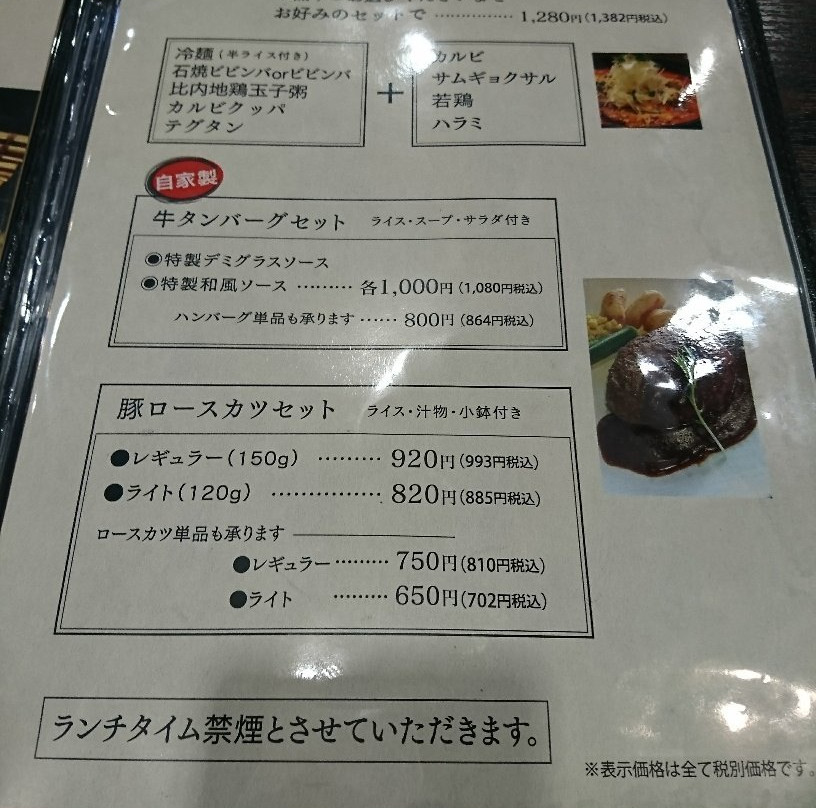 お好みのセットで ……………… 1,280円(1,382円税込)
冷麺(半ライス付き)
石焼ビビンバorビビンバ
比内地鶏玉子粥
カルビクッパ
テグタン
+
カルビ
サムギョクサル
若鶏
ハラミ
自家製
牛タンバーグセット ライス・スープ・サラダ付き
◉特製デミグラスソース
◉特製和風ソース ……… 各1,000円(1,080円税込)
ハンバーグ単品も承ります …… 800円(864円税込)
豚ロースカツセット ライス・汁物・小鉢付き
●レギュラー(150g) ……… 920円(993円税込)
●ライト(120g) …………… 820円(885円税込)
ロースカツ単品も承ります
●レギュラー ……… 750円(810円税込)
●ライト ……… 650円(702円税込)
ランチタイム禁煙とさせていただきます。
※表示価格は全て税別価格です。